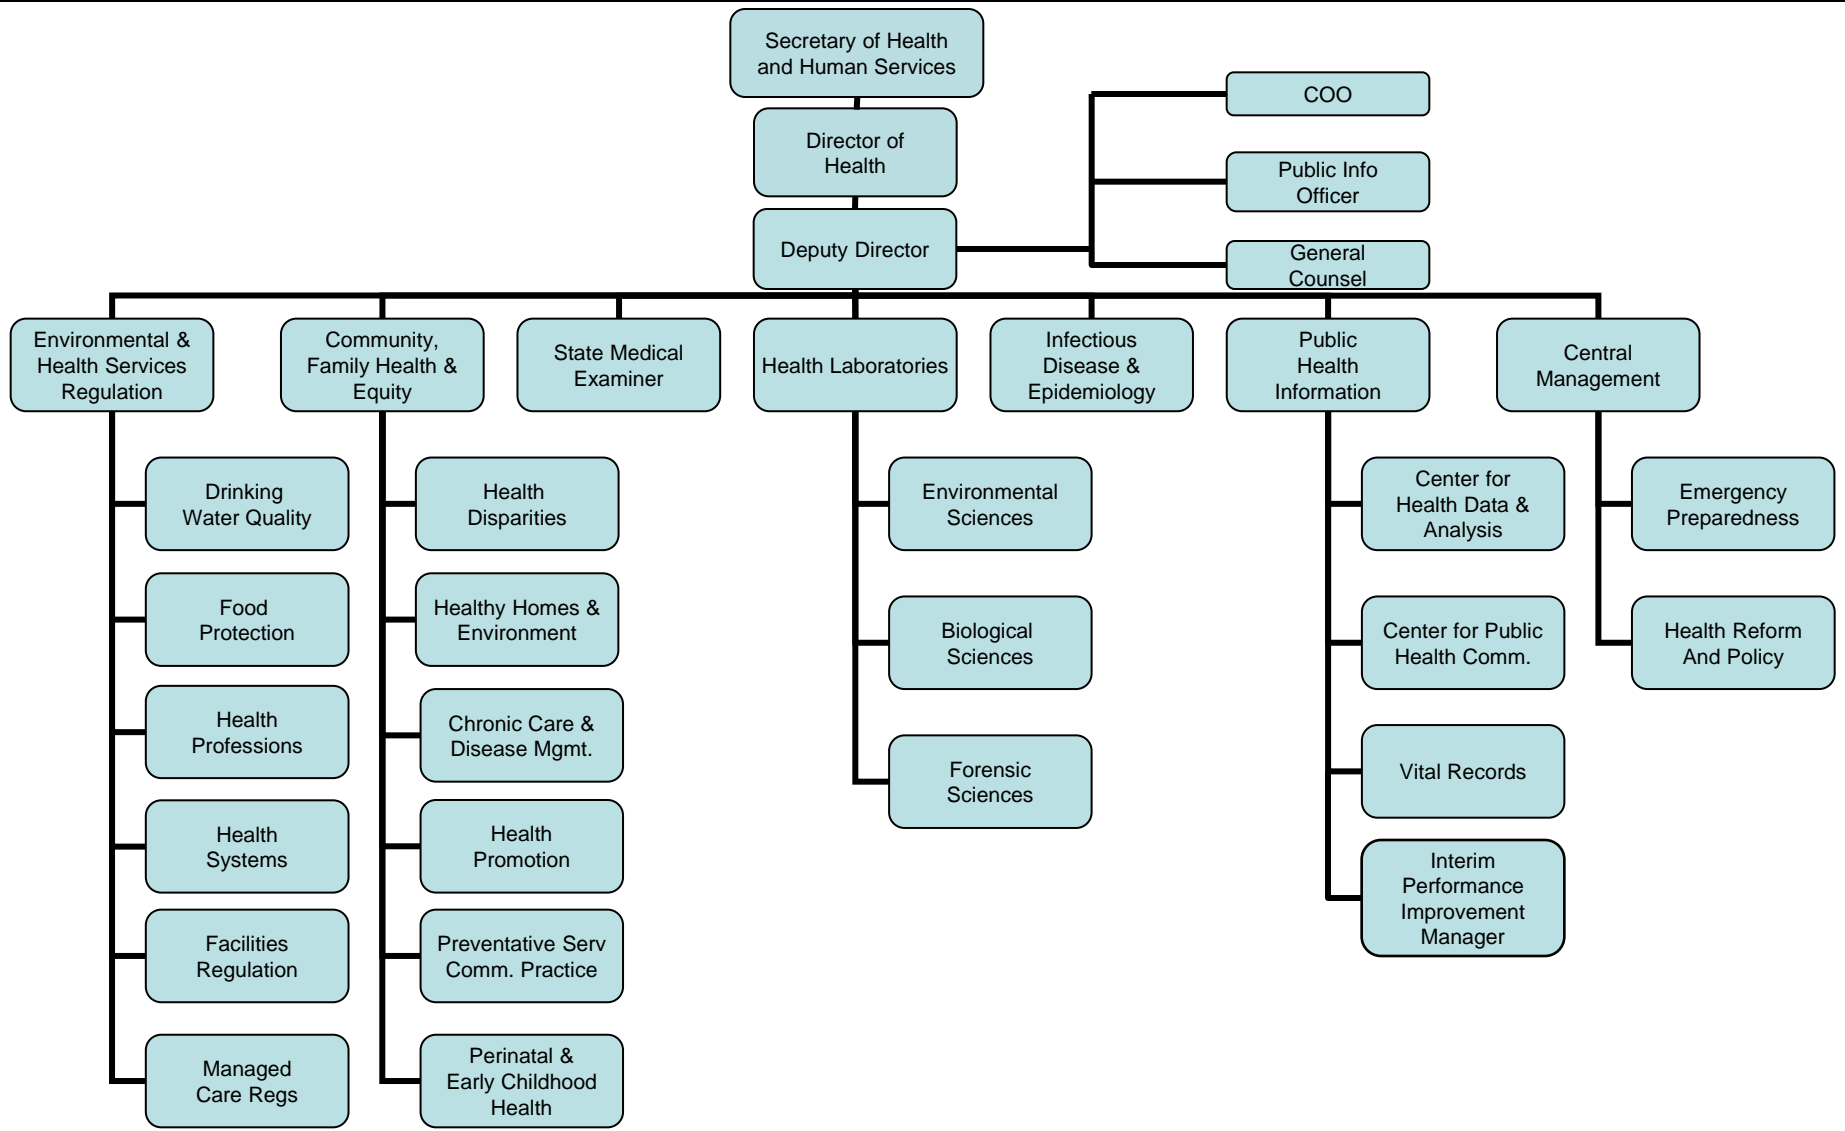 Secretary of Health
and Human Services
COO
Director of
Health
Public Info
Officer
Deputy Director
General
Counsel
Environmental &
Health Services
Regulation
Community,
Family Health &
Equity
State Medical
Examiner
Health Laboratories
Infectious
Disease &
Epidemiology
Public
Health
Information
Central
Management
Drinking
Water Quality
Food
Protection
Health
Professions
Health
Systems
Facilities
Regulation
Managed
Care Regs
Health
Disparities
Healthy Homes &
Environment
Chronic Care &
Disease Mgmt.
Health
Promotion
Preventative Serv
Comm. Practice
Perinatal &
Early Childhood
Health
Environmental
Sciences
Biological
Sciences
Forensic
Sciences
Center for
Health Data &
Analysis
Center for Public
Health Comm.
Vital Records
Interim
Performance
Improvement
Manager
Emergency
Preparedness
Health Reform
And Policy